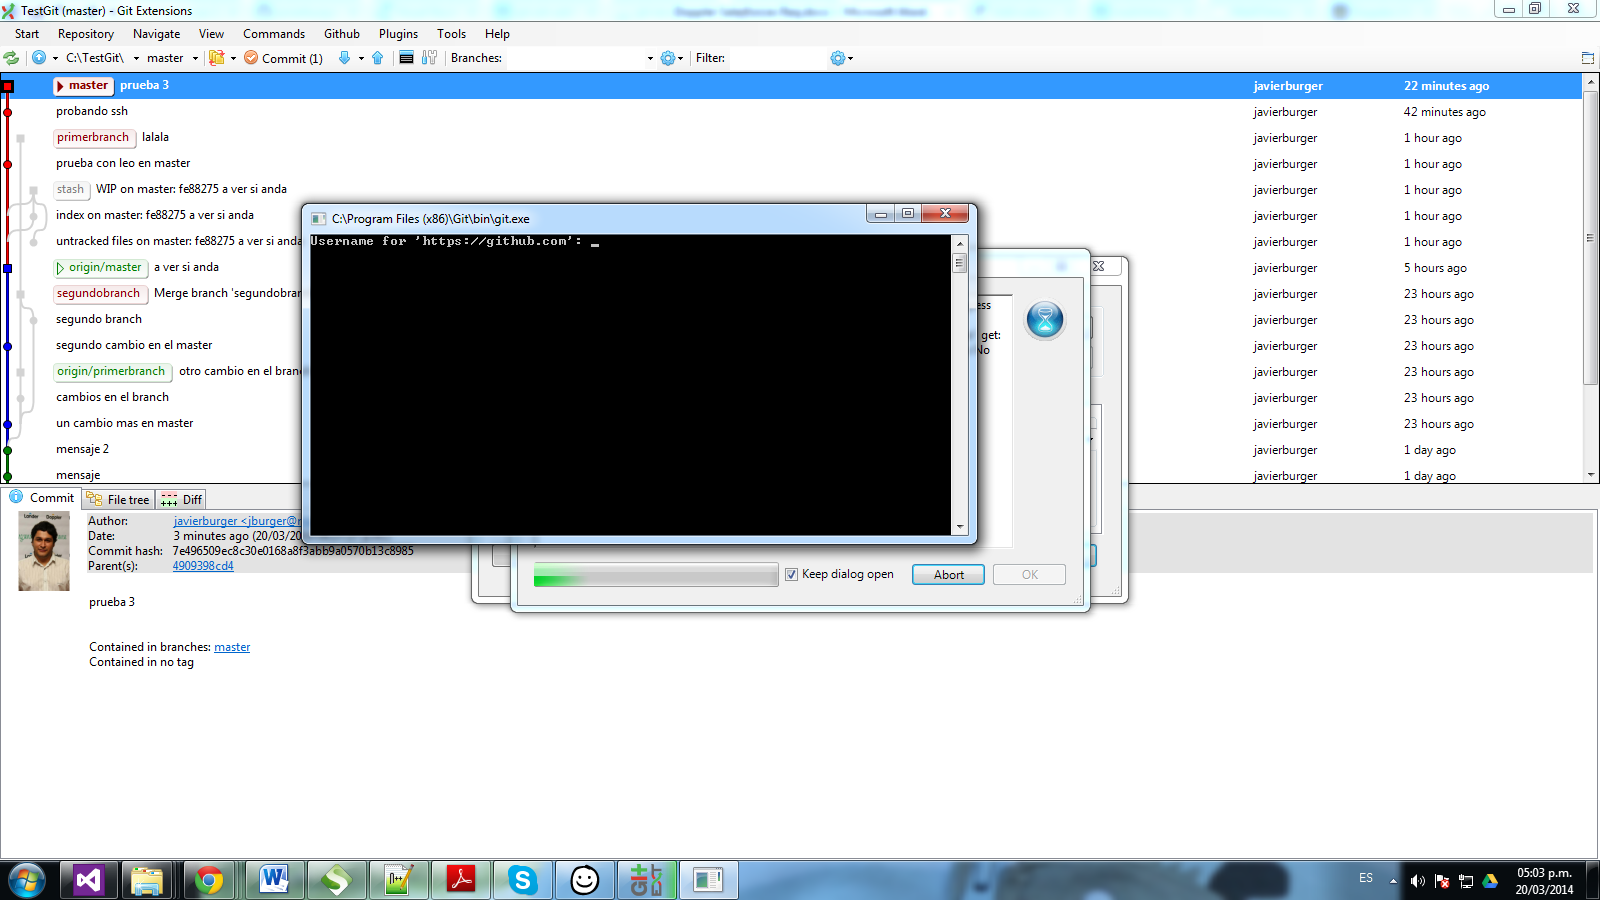 TestGit (master) - Git Extensions
Start Repository Navigate View Commands Github Plugins Tools Help
C:\TestGit\ master Commit (1) Branches: Filter:
master prueba 3 javierburger 22 minutes ago
probando ssh javierburger 42 minutes ago
primerbranch lalala javierburger 1 hour ago
prueba con leo en master javierburger 1 hour ago
stash WIP on master: fe88275 a ver si anda javierburger 1 hour ago
index on master: fe88275 a ver si anda javierburger 1 hour ago
untracked files on master: fe88275 a ver si anda javierburger 1 hour ago
origin/master a ver si anda javierburger 5 hours ago
segundobranch Merge branch 'segundobran javierburger 23 hours ago
segundo branch javierburger 23 hours ago
segundo cambio en el master javierburger 23 hours ago
origin/primerbranch otro cambio en el bran javierburger 23 hours ago
cambios en el branch javierburger 23 hours ago
un cambio mas en master javierburger 23 hours ago
mensaje 2 javierburger 1 day ago
mensaje javierburger 1 day ago
C:\Program Files (x86)\Git\bin\git.exe
Username for 'https://github.com': _
ess
get:
No
Keep dialog open Abort OK
Commit File tree Diff
Author: javierburger <jburger@
Date: 3 minutes ago (20/03/20
Commit hash: 7e496509ec8c30e0168a8f3abb9a0570b13c8985
Parent(s): 4909398cd4
prueba 3
Contained in branches: master
Contained in no tag
ES 05:03 p.m.
20/03/2014